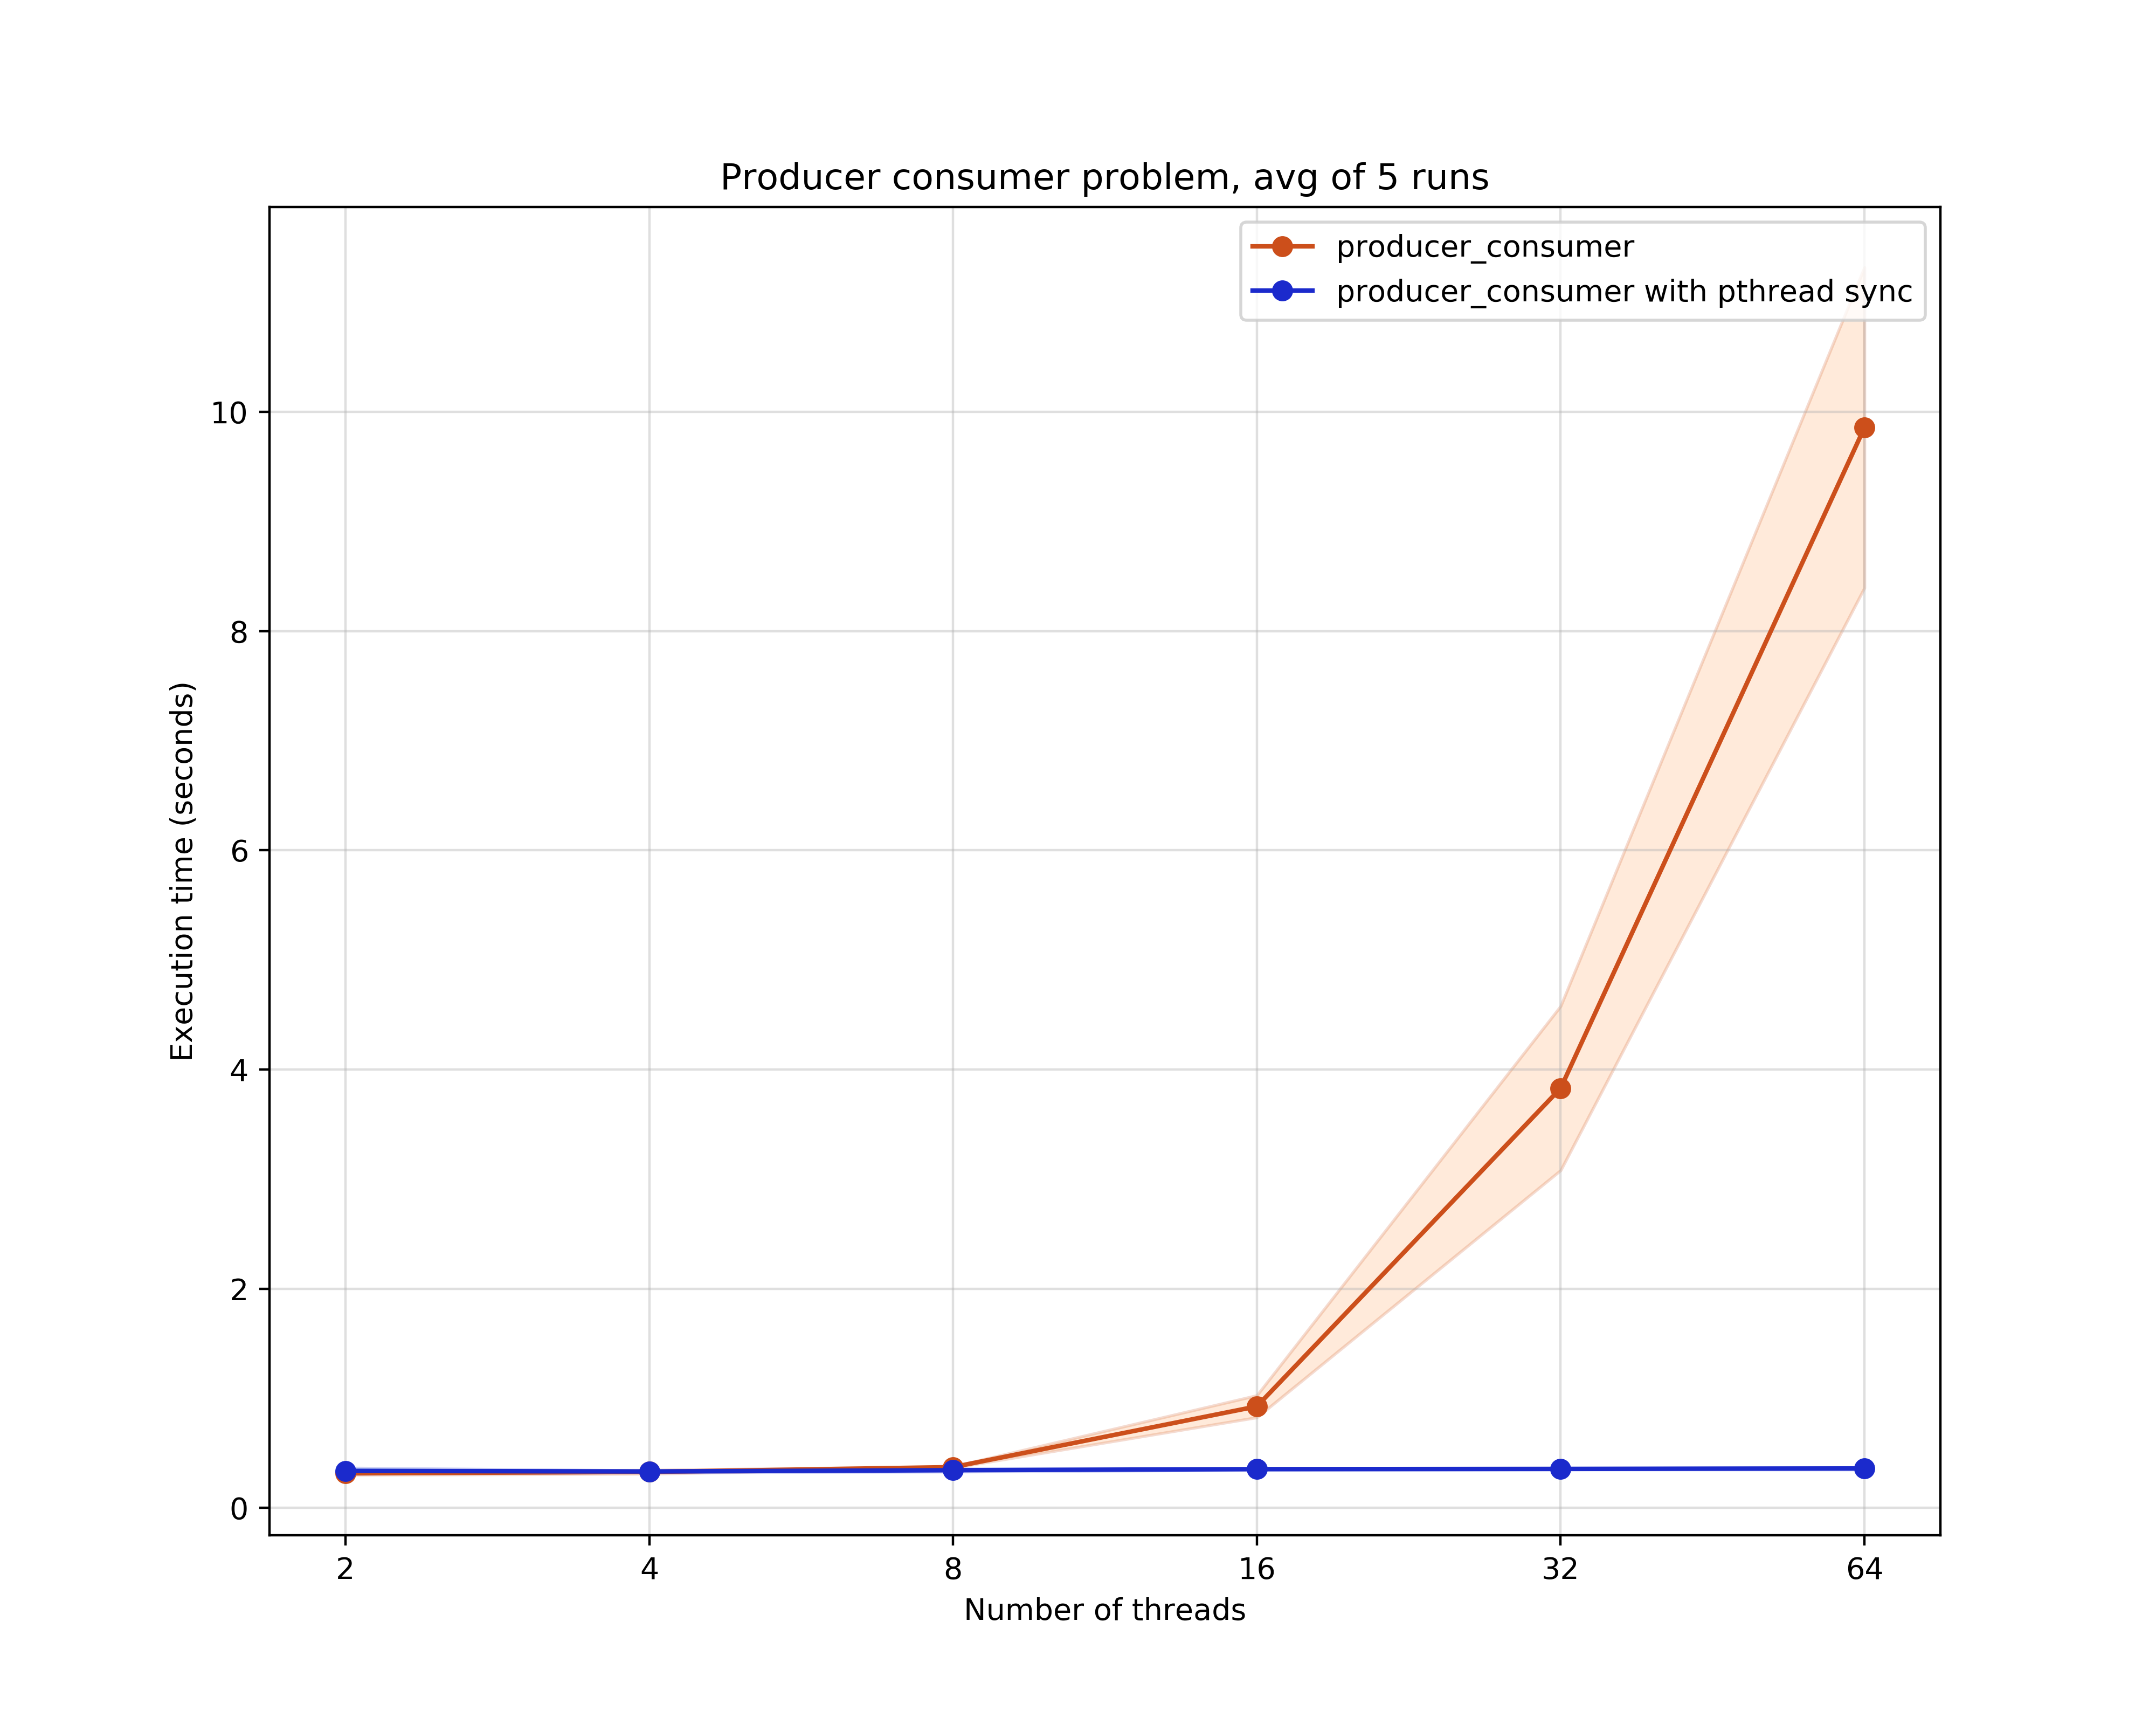 Producer consumer problem, avg of 5 runs
producer_consumer
producer_consumer with pthread sync
Execution time (seconds)
10
8
6
4
2
0
2 4 8 16 32 64
Number of threads